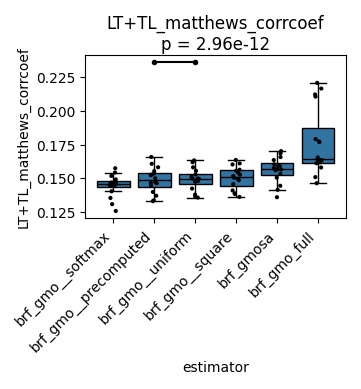 LT+TL_matthews_corrcoef
p = 2.96e-12
LT+TL_matthews_corrcoef
0.225
0.200
0.175
0.150
0.125
brf_gmo__softmax
brf_gmo__precomputed
brf_gmo__uniform
brf_gmo__square
brf_gmosa
brf_gmo_full
estimator